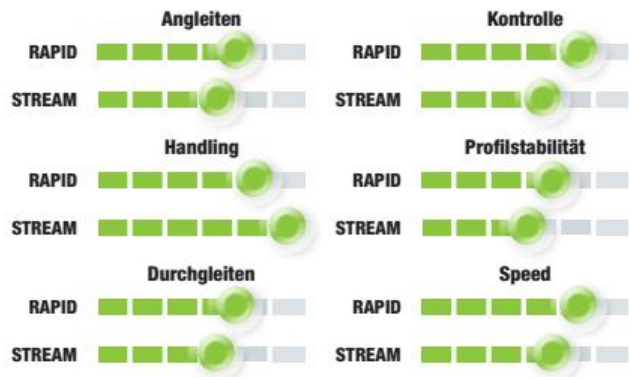 Angleiten
RAPID
STREAM
Handling
RAPID
STREAM
Durchgleiten
RAPID
STREAM
Kontrolle
RAPID
STREAM
Profilstabilität
RAPID
STREAM
Speed
RAPID
STREAM